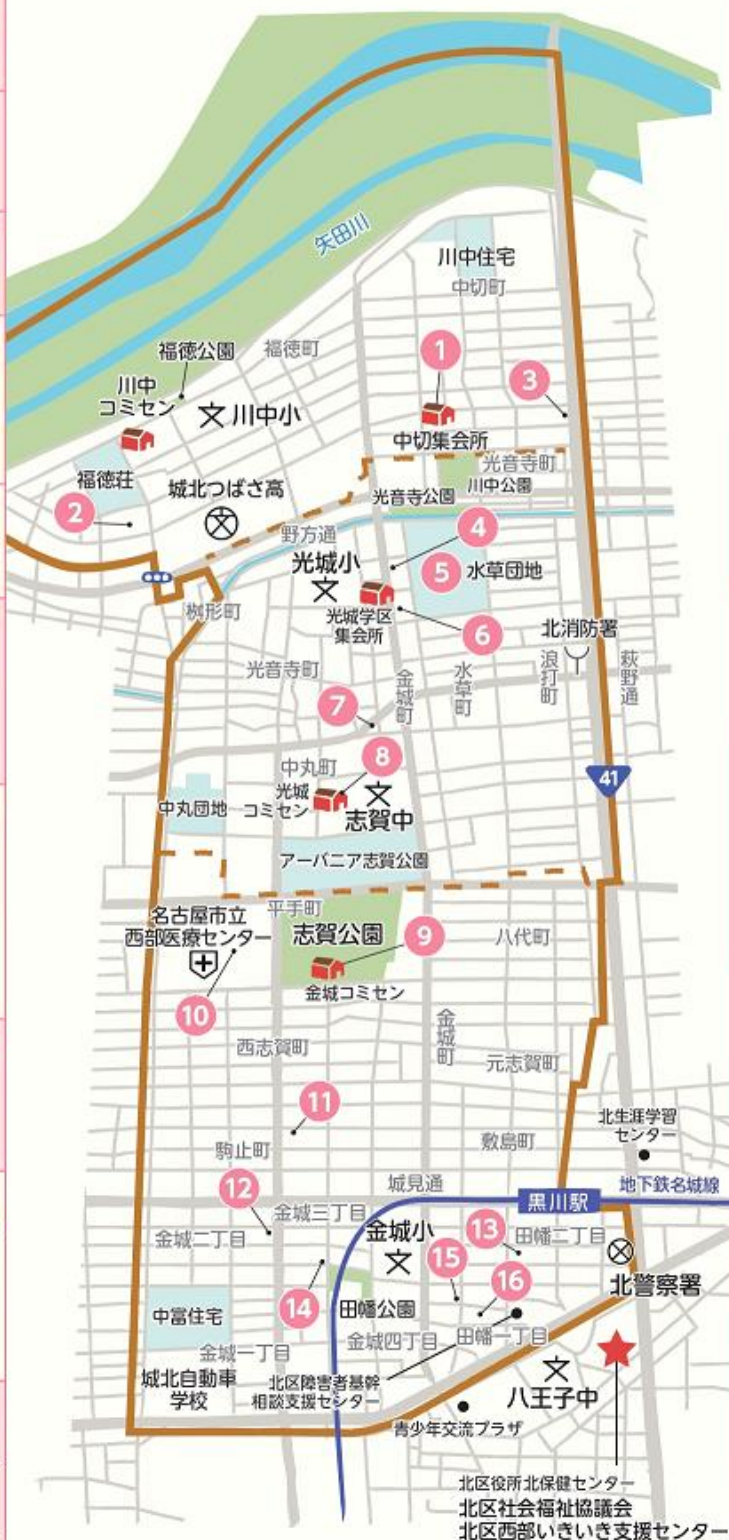 矢田川
川中住宅
中切町
福徳公園
福徳町
1
川中
コミセン
川中小
3
中切集会所
光音寺町
福徳荘
城北つばさ高
川中公園
光音寺公園
2
野方通
4
光城小
5
水草団地
桝形町
光城学区
集会所
6
北消防署
光音寺町
金城町
水草町
浪打町
萩野通
7
中丸町
8
41
光城
コミセン
中丸団地
志賀中
アーバニア志賀公園
平手町
名古屋市立
西部医療センター
志賀公園
9
八代町
金城コミセン
10
金城町
西志賀町
元志賀町
11
北生涯学習
センター
敷島町
駒止町
12
城見通
地下鉄名城線
黒川駅
金城三丁目
金城小
13
金城二丁目
田幡二丁目
15
16
北警察署
14
田幡公園
中富住宅
田幡一丁目
金城四丁目
金城一丁目
城北自動車
学校
北区障害者基幹
相談支援センター
八王子中
青少年交流プラザ
北区役所北保健センター
北区社会福祉協議会
北区西部いきいき支援センター